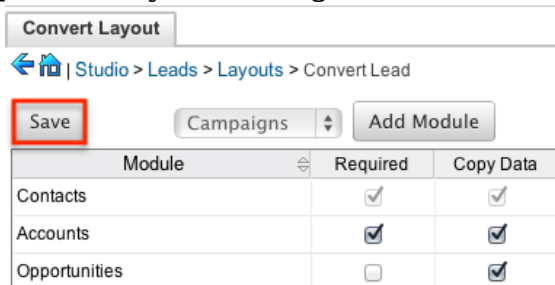 Convert Layout
| Studio > Leads > Layouts > Convert Lead
Save Campaigns Add Module
Module Required Copy Data
Contacts
Accounts
Opportunities